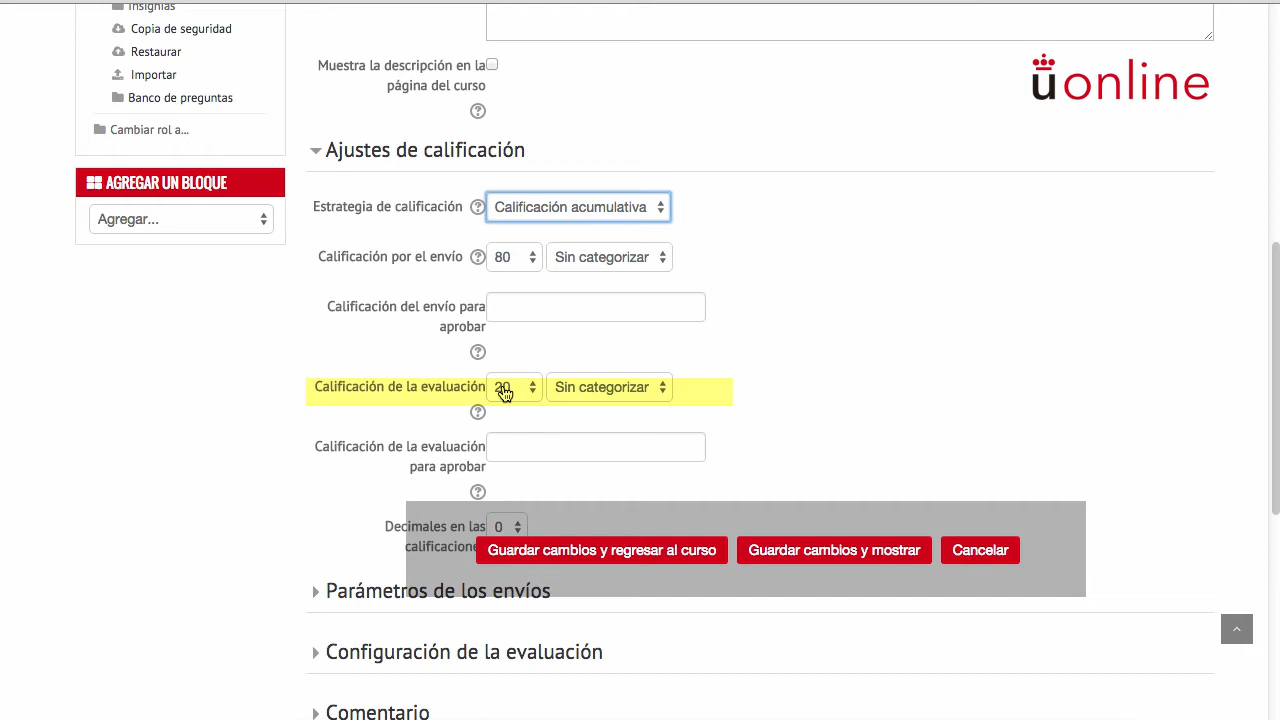 Insignias
Copia de seguridad
Restaurar
Importar
Banco de preguntas
Cambiar rol a...
AGREGAR UN BLOQUE
Agregar...
uonline
Muestra la descripción en la
página del curso
Ajustes de calificación
Estrategia de calificación
Calificación acumulativa
Calificación por el envío
80
Sin categorizar
Calificación del envío para
aprobar
Calificación de la evaluación
20
Sin categorizar
Calificación de la evaluación
para aprobar
Decimales en las
calificacione
0
Guardar cambios y regresar al curso
Guardar cambios y mostrar
Cancelar
Parámetros de los envíos
Configuración de la evaluación
Comentario